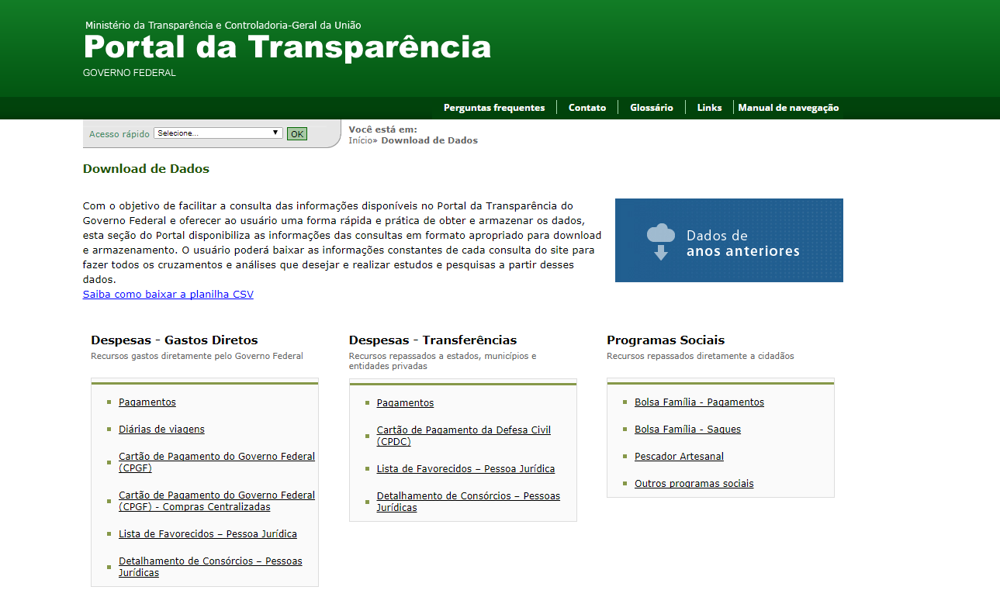 Ministério da Transparência e Controladoria-Geral da União
Portal da Transparência
GOVERNO FEDERAL
Perguntas frequentes
Contato
Glossário
Links
Manual de navegação
Acesso rápido
Selecione...
OK
Você está em:
Início» Download de Dados
Download de Dados
Com o objetivo de facilitar a consulta das informações disponíveis no Portal da Transparência do
Governo Federal e oferecer ao usuário uma forma rápida e prática de obter e armazenar os dados,
esta seção do Portal disponibiliza as informações das consultas em formato apropriado para download
e armazenamento. O usuário poderá baixar as informações constantes de cada consulta do site para
fazer todos os cruzamentos e análises que desejar e realizar estudos e pesquisas a partir desses
dados.
Saiba como baixar a planilha CSV
Dados de
anos anteriores
Despesas - Gastos Diretos
Recursos gastos diretamente pelo Governo Federal
Pagamentos
Diárias de viagens
Cartão de Pagamento do Governo Federal
(CPGF)
Cartão de Pagamento do Governo Federal
(CPGF) - Compras Centralizadas
Lista de Favorecidos – Pessoa Jurídica
Detalhamento de Consórcios – Pessoas
Jurídicas
Despesas - Transferências
Recursos repassados a estados, municípios e
entidades privadas
Pagamentos
Cartão de Pagamento da Defesa Civil
(CPDC)
Lista de Favorecidos – Pessoa Jurídica
Detalhamento de Consórcios – Pessoas
Jurídicas
Programas Sociais
Recursos repassados diretamente a cidadãos
Bolsa Família - Pagamentos
Bolsa Família - Saques
Pescador Artesanal
Outros programas sociais